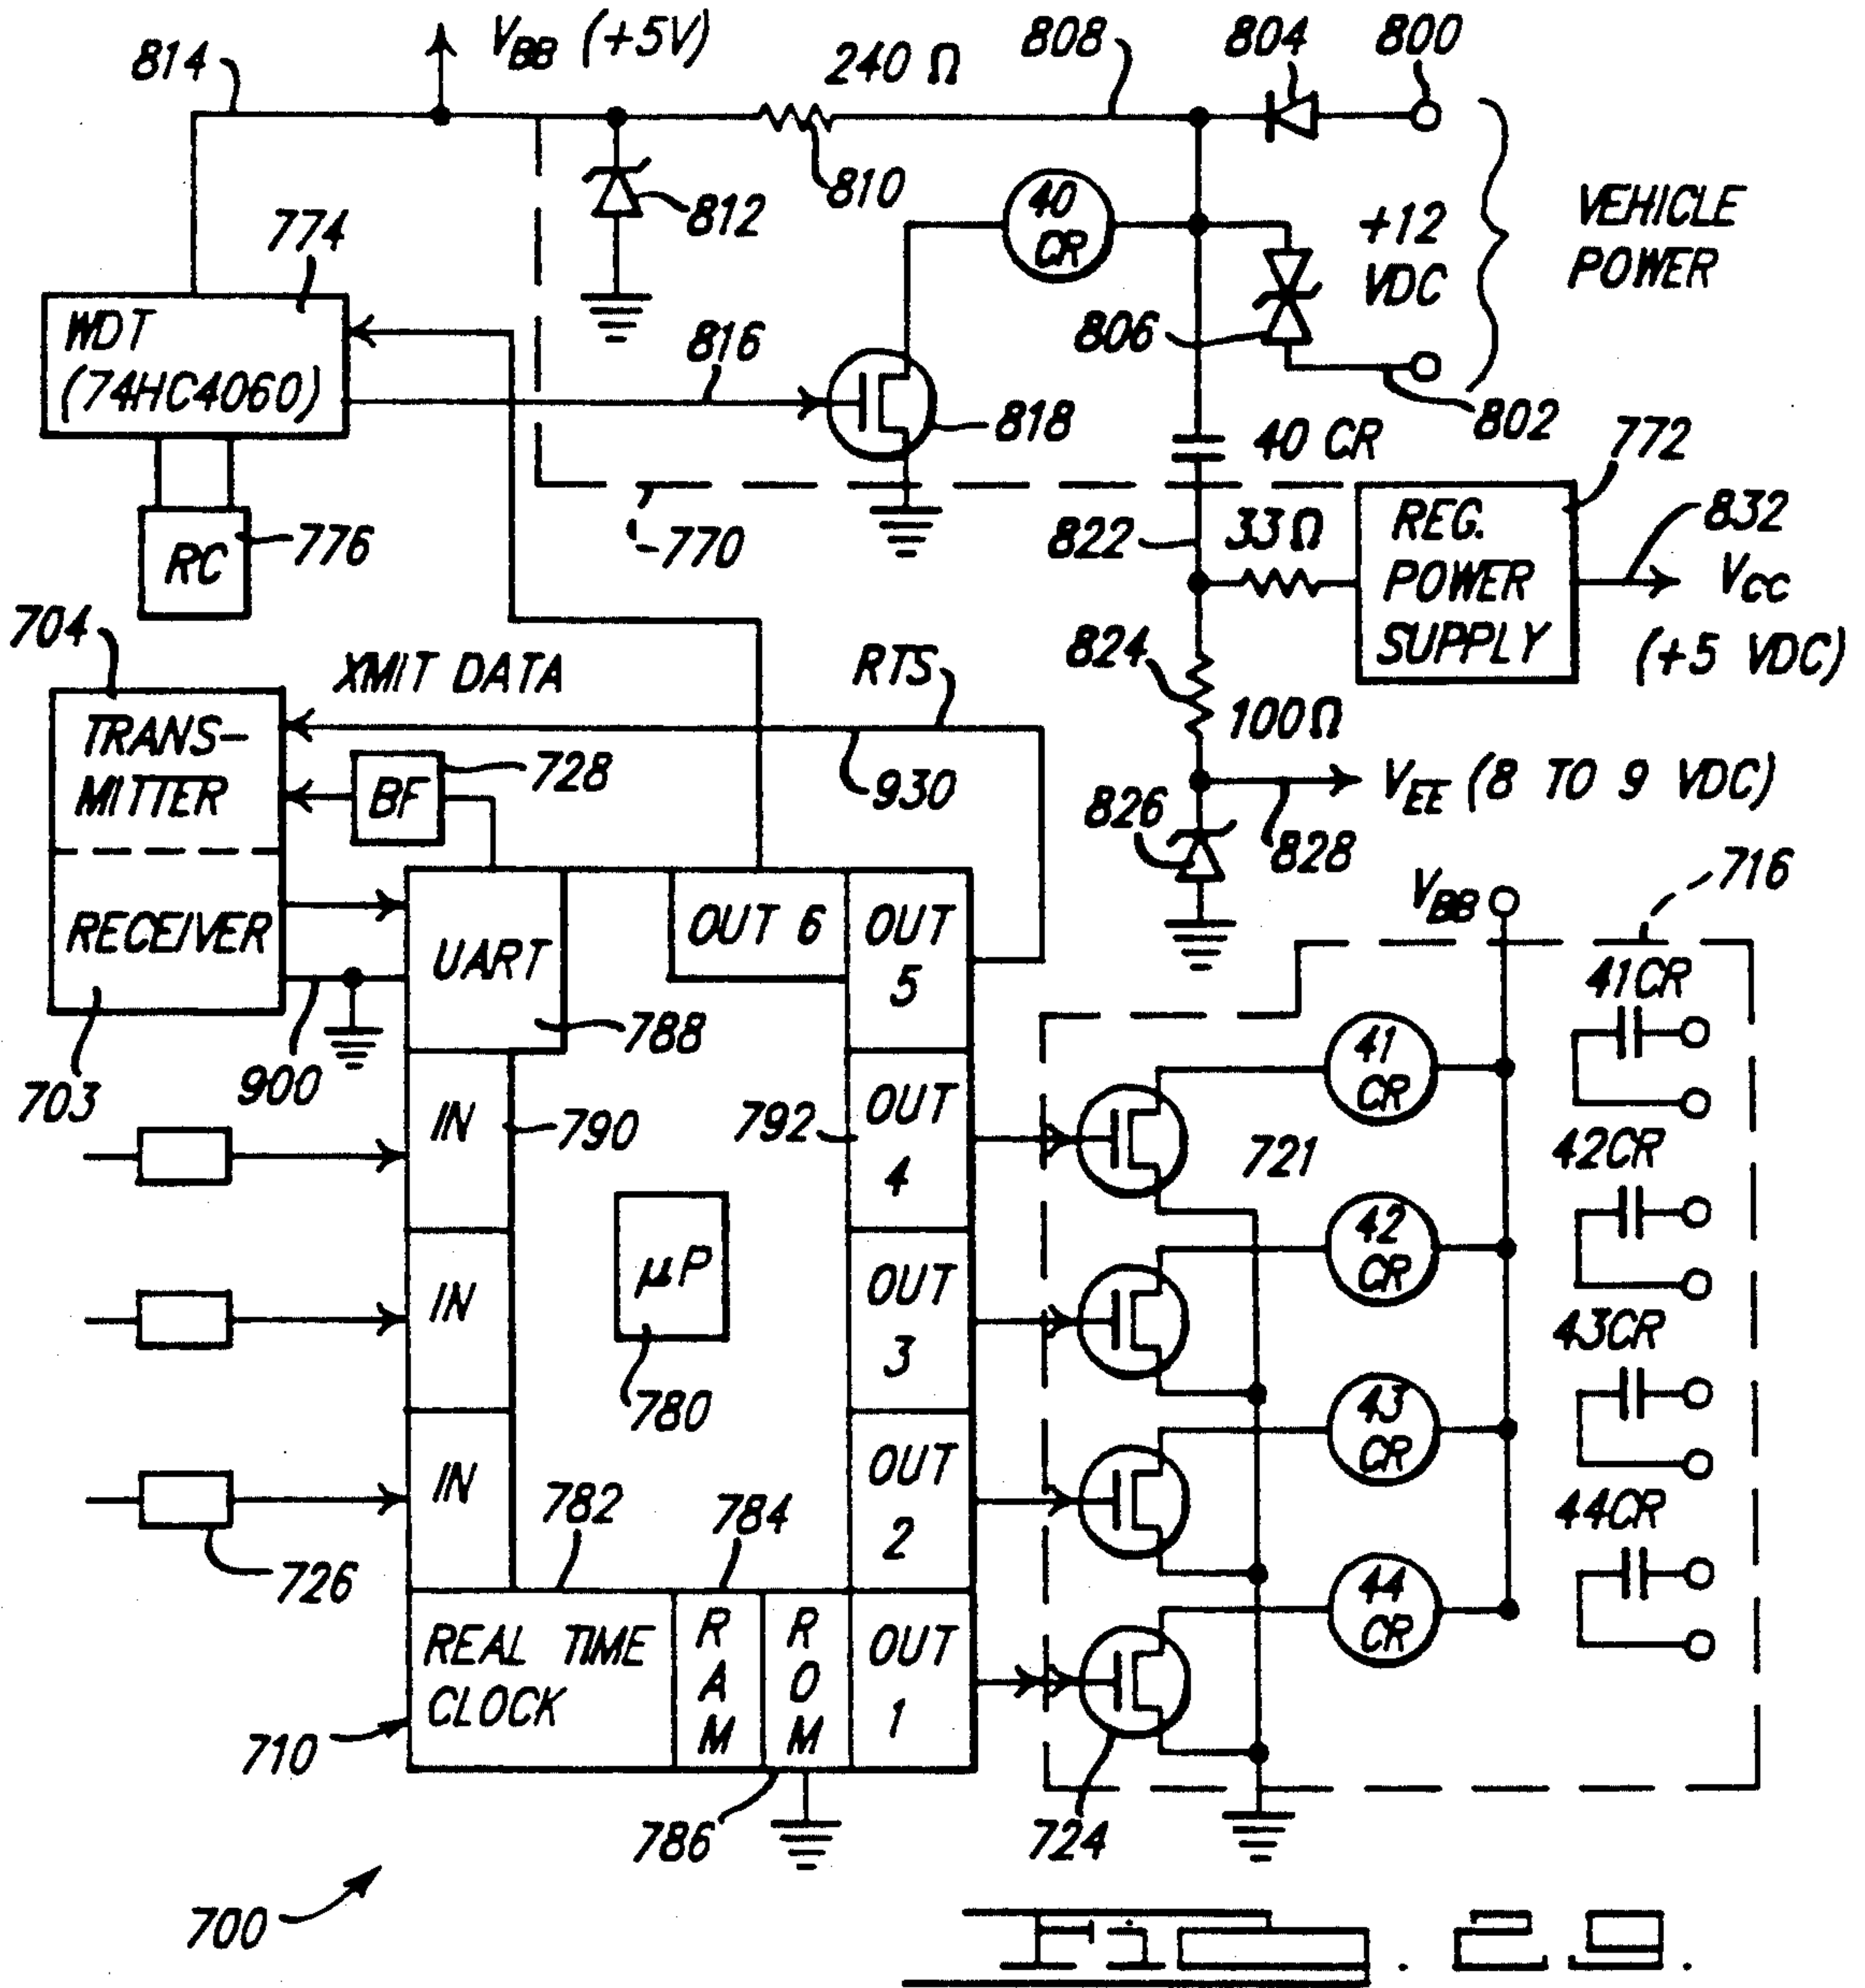 814
V_BB (+5V)
240 Ω
808
804
800
810
812
774
40 CR
+12 VDC
VEHICLE POWER
806
802
WDT
(74HC4060)
816
818
40 CR
772
RC
776
770
822
33 Ω
REG. POWER SUPPLY
832
V_CC
(+5 VDC)
704
XMIT DATA
RTS
824
100 Ω
TRANS-
MITTER
BF
728
930
V_EE (8 TO 9 VDC)
826
828
716
V_BB
RECEIVER
UART
OUT 6
OUT 5
788
703
900
41 CR
41CR
IN
790
792
OUT 4
721
42CR
42 CR
IN
μP
780
OUT 3
43CR
43 CR
IN
OUT 2
44CR
726
782
784
44 CR
REAL TIME CLOCK
RAM
ROM
OUT 1
710
786
724
700
Fig. 29.